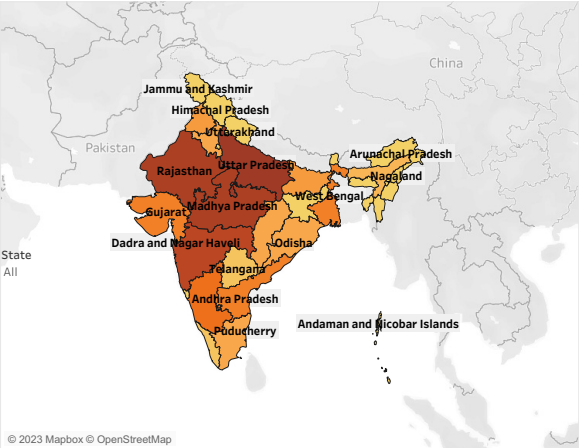 China
Jammu and Kashmir
Himachal Pradesh
Uttarakhand
Pakistan
Arunachal Pradesh
Uttar Pradesh
Rajasthan
Nagaland
West Bengal
Madhya Pradesh
Gujarat
Dadra and Nagar Haveli
Odisha
State
All
Telangana
Andhra Pradesh
Andaman and Nicobar Islands
Puducherry
© 2023 Mapbox © OpenStreetMap